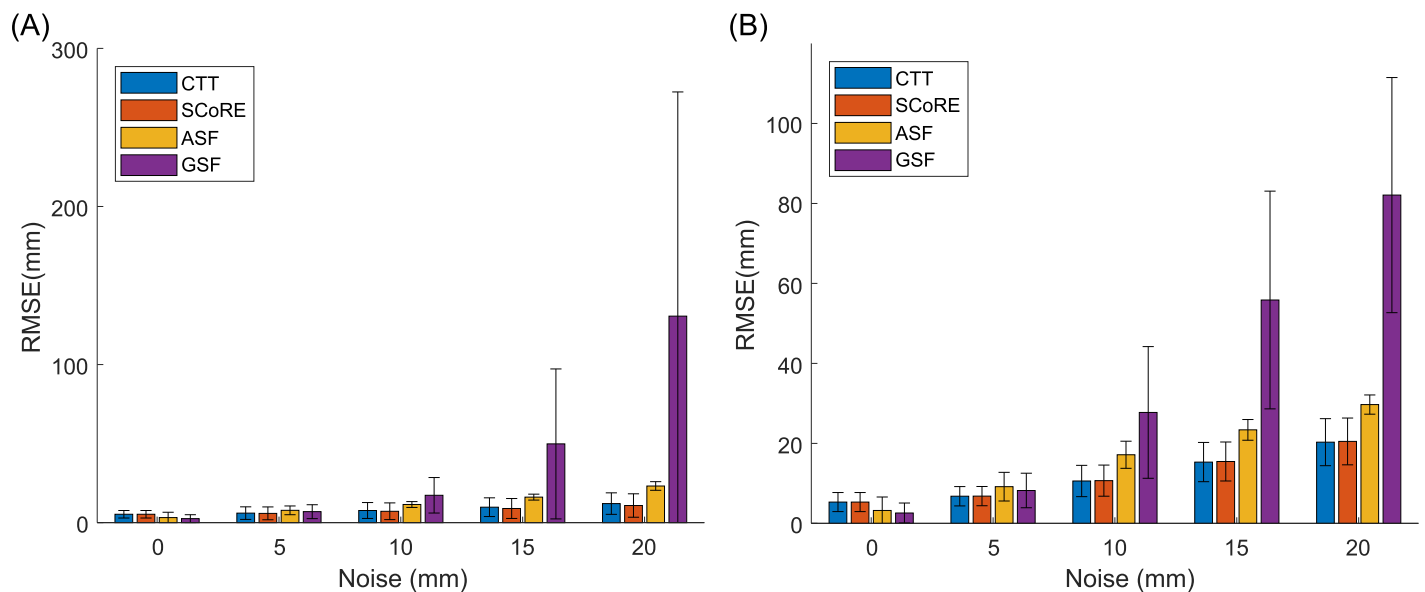 (A)
300
200
100
0
RMSE(mm)
CTT
SCoRE
ASF
GSF
0 5 10 15 20
Noise (mm)
(B)
100
80
60
40
20
0
RMSE(mm)
CTT
SCoRE
ASF
GSF
0 5 10 15 20
Noise (mm)